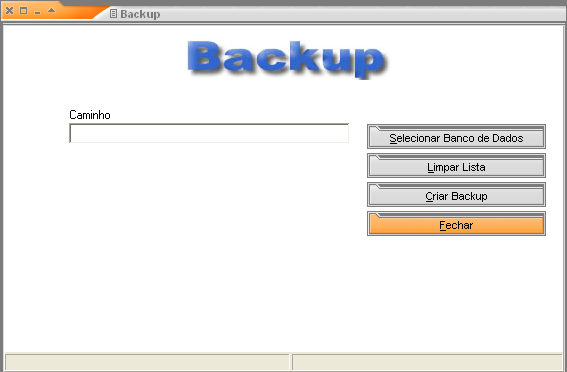 Backup
Backup
Caminho
Selecionar Banco de Dados
Limpar Lista
Criar Backup
Fechar